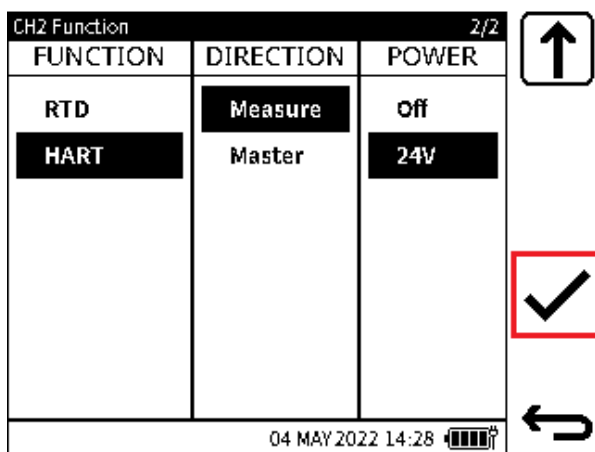 CH2 Function 2/2
FUNCTION DIRECTION POWER
RTD Measure Off
HART Master 24V
04 MAY 2022 14:28